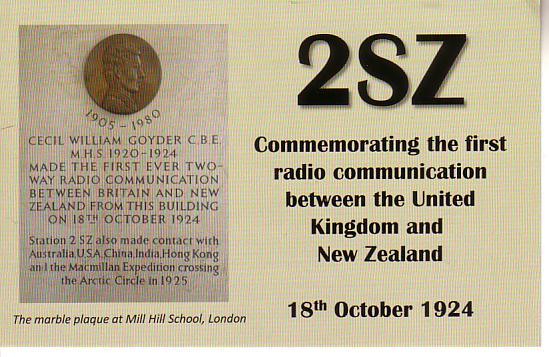 1905 – 1980
CECIL WILLIAM GOYDER C.B.E.
M.H.S. 1920–1924
MADE THE FIRST EVER TWO-
WAY RADIO COMMUNICATION
BETWEEN BRITAIN AND NEW
ZEALAND FROM THIS BUILDING
ON 18TH OCTOBER 1924
Station 2 SZ also made contact with
Australia,U.S.A,China,India,Hong Kong
and the Macmillan Expedition crossing
the Arctic Circle in 1925
The marble plaque at Mill Hill School, London
2SZ
Commemorating the first
radio communication
between the United
Kingdom and
New Zealand
18th October 1924